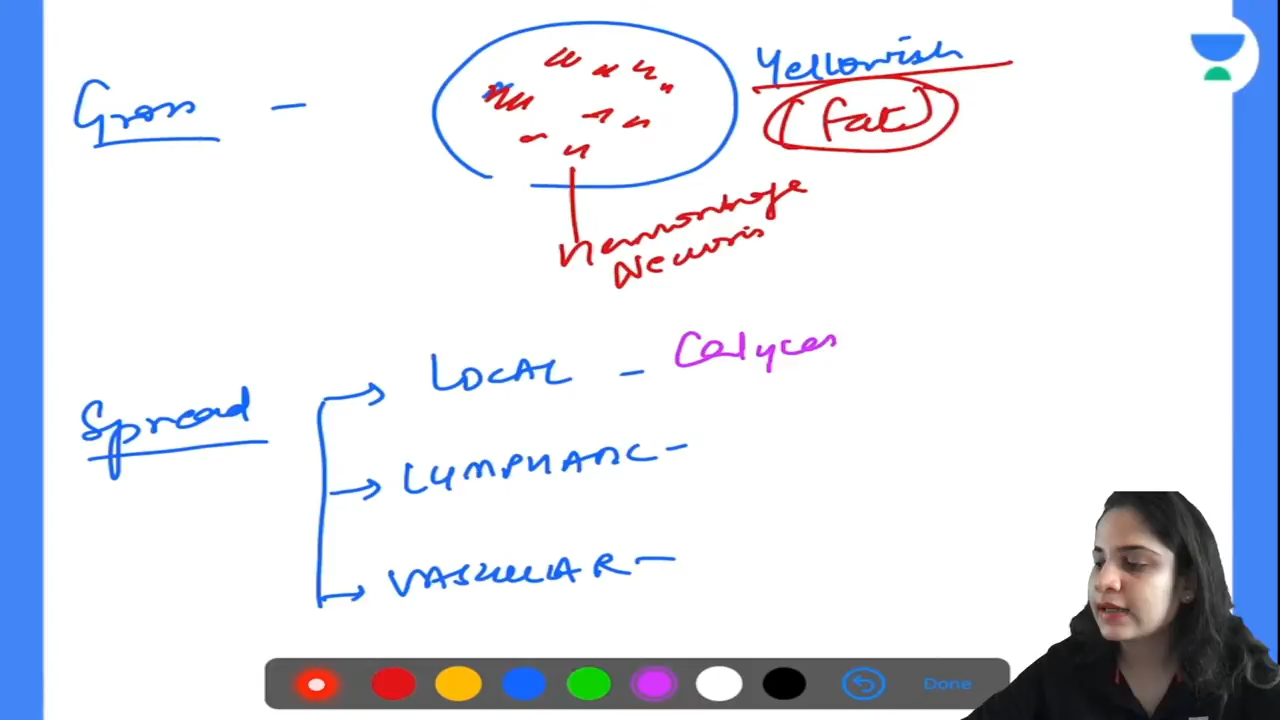 Gross -
Yellowish
(fat)
Hemorrhage
Necrosis
Spread
LOCAL - Calyces
LYMPHATIC -
VASCULAR -
Done